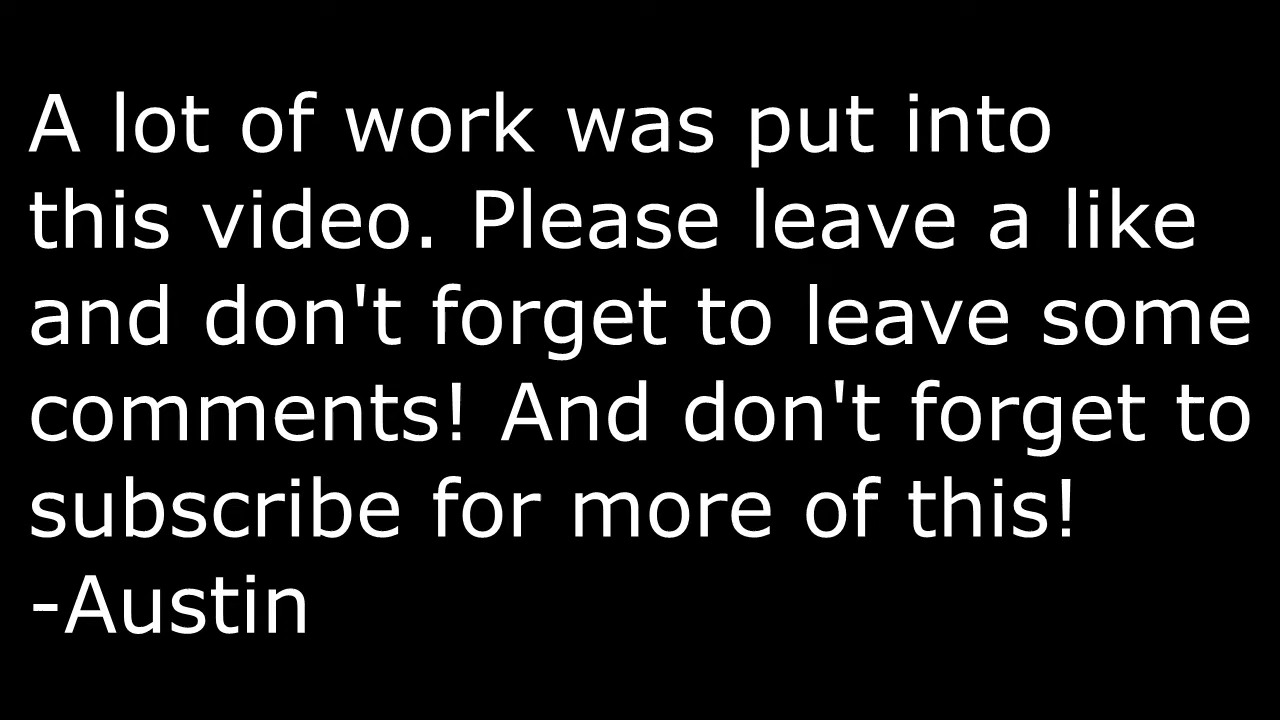 A lot of work was put into
this video. Please leave a like
and don't forget to leave some
comments! And don't forget to
subscribe for more of this!
-Austin